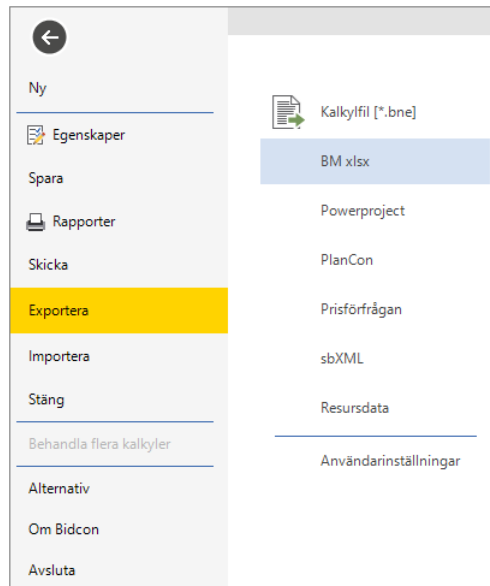 Ny
Egenskaper
Spara
Rapporter
Skicka
Exportera
Importera
Stäng
Behandla flera kalkyler
Alternativ
Om Bidcon
Avsluta
Kalkylfil [*.bne]
BM xlsx
Powerproject
PlanCon
Prisförfrågan
sbXML
Resursdata
Användarinställningar